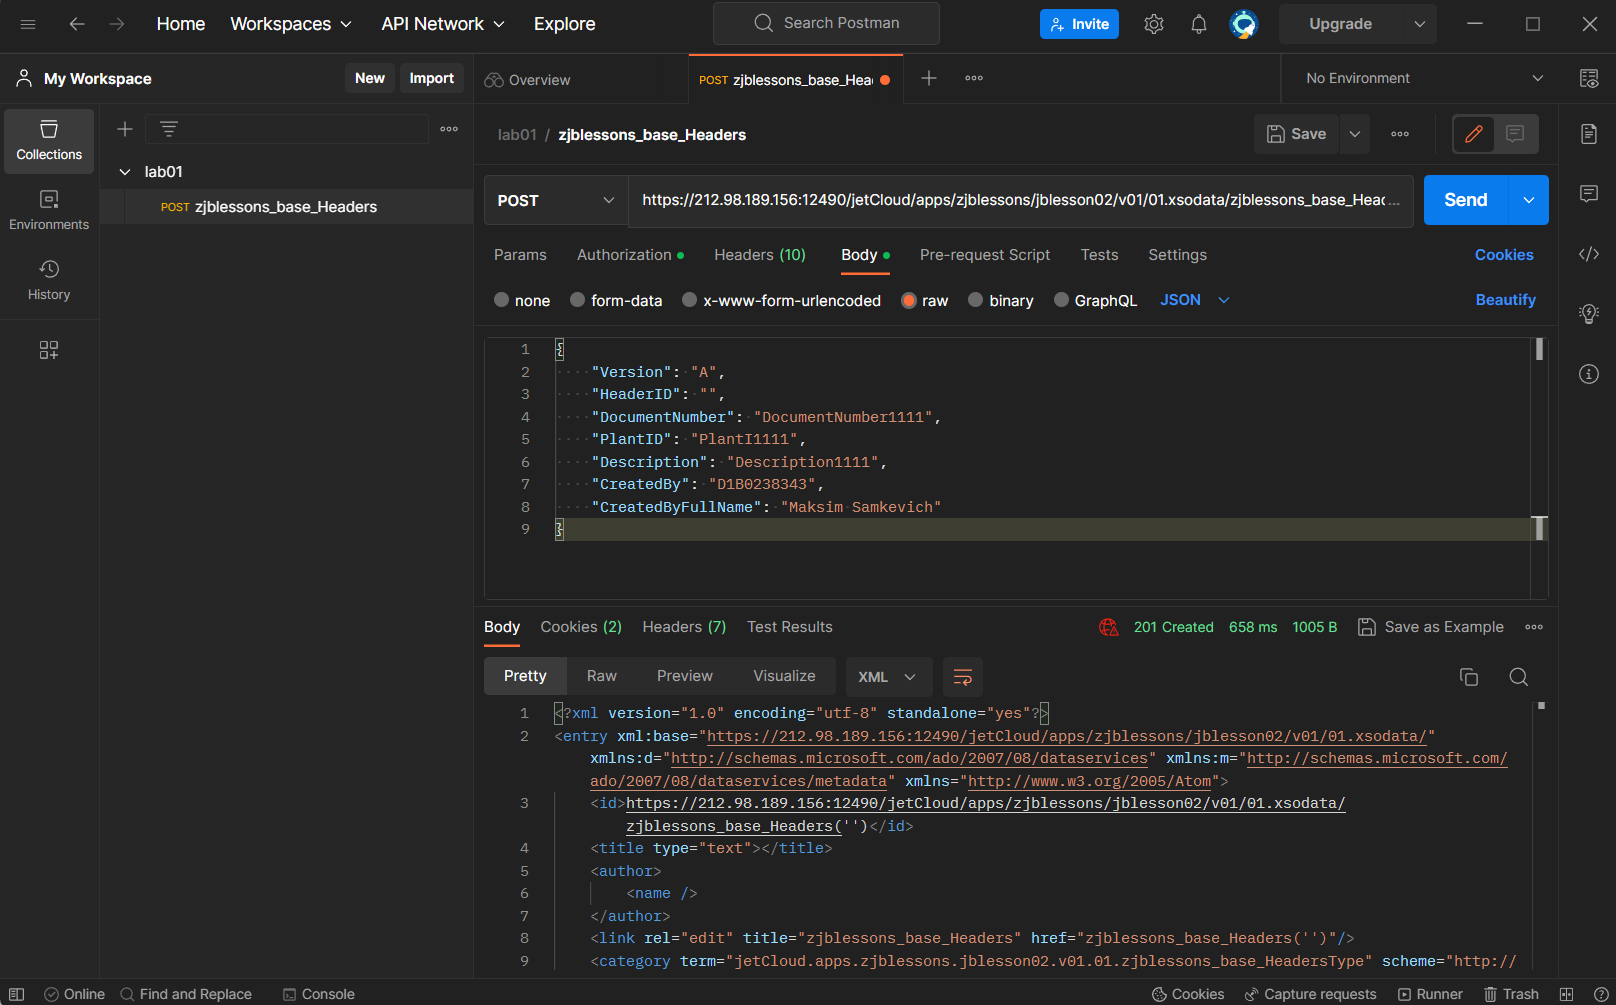 Home
Workspaces
API Network
Explore
Search Postman
Invite
Upgrade
My Workspace
New
Import
Overview
POST zjblessons_base_Hea
No Environment
Collections
Environments
History
lab01
POST zjblessons_base_Headers
lab01 / zjblessons_base_Headers
Save
POST
https://212.98.189.156:12490/jetCloud/apps/zjblessons/jblesson02/v01/01.xsodata/zjblessons_base_Heac...
Send
Params
Authorization
Headers (10)
Body
Pre-request Script
Tests
Settings
Cookies
none
form-data
x-www-form-urlencoded
raw
binary
GraphQL
JSON
Beautify
1 {
2 ····"Version":·"A",
3 ····"HeaderID":·"",
4 ····"DocumentNumber":·"DocumentNumber1111",
5 ····"PlantID":·"PlantI1111",
6 ····"Description":·"Description1111",
7 ····"CreatedBy":·"D1B0238343",
8 ····"CreatedByFullName":·"Maksim·Samkevich"
9 }
Body
Cookies (2)
Headers (7)
Test Results
201 Created
658 ms
1005 B
Save as Example
Pretty
Raw
Preview
Visualize
XML
1 <?xml version="1.0" encoding="utf-8" standalone="yes"?>
2 <entry xml:base="https://212.98.189.156:12490/jetCloud/apps/zjblessons/jblesson02/v01/01.xsodata/"
xmlns:d="http://schemas.microsoft.com/ado/2007/08/dataservices" xmlns:m="http://schemas.microsoft.com/
ado/2007/08/dataservices/metadata" xmlns="http://www.w3.org/2005/Atom">
3 <id>https://212.98.189.156:12490/jetCloud/apps/zjblessons/jblesson02/v01/01.xsodata/
zjblessons_base_Headers('')</id>
4 <title type="text"></title>
5 <author>
6 <name />
7 </author>
8 <link rel="edit" title="zjblessons_base_Headers" href="zjblessons_base_Headers('')"/>
9 <category term="jetCloud.apps.zjblessons.jblesson02.v01.01.zjblessons_base_HeadersType" scheme="http://
Online
Find and Replace
Console
Cookies
Capture requests
Runner
Trash